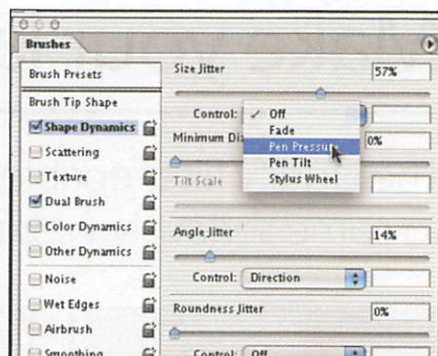 Brushes
Brush Presets
Brush Tip Shape
Shape Dynamics
Scattering
Texture
Dual Brush
Color Dynamics
Other Dynamics
Noise
Wet Edges
Airbrush
Smoothing
Size Jitter 57%
Control: ✓ Off
Fade
Pen Pressure
Pen Tilt
Stylus Wheel
Minimum 0%
Tilt Scale
Angle Jitter 14%
Control: Direction
Roundness Jitter 0%
Control: Off